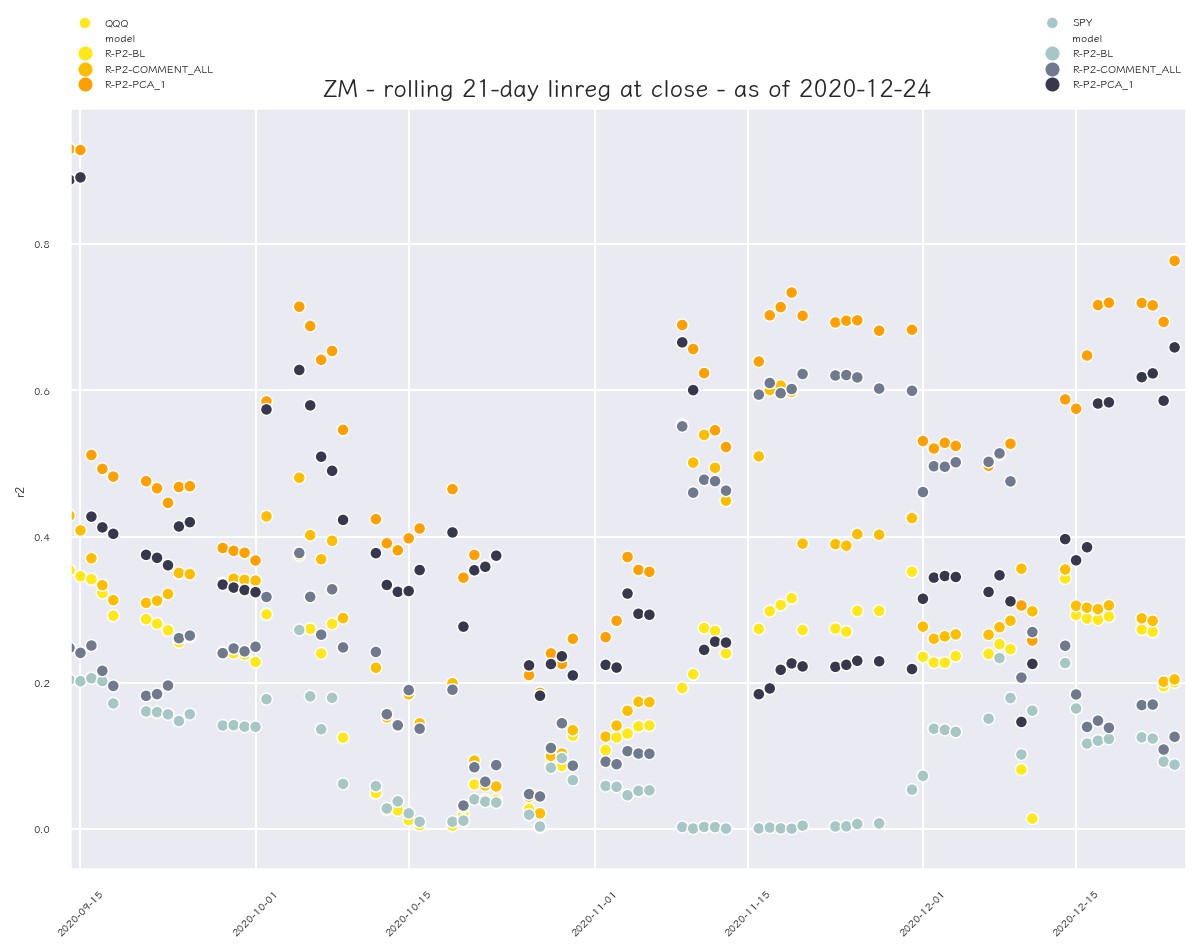 QQQ
model
R-P2-BL
R-P2-COMMENT_ALL
R-P2-PCA_1
SPY
model
R-P2-BL
R-P2-COMMENT_ALL
R-P2-PCA_1
ZM - rolling 21-day linreg at close - as of 2020-12-24
0.8
0.6
0.4
0.2
0.0
r2
2020-09-15
2020-10-01
2020-10-15
2020-11-01
2020-11-15
2020-12-01
2020-12-15